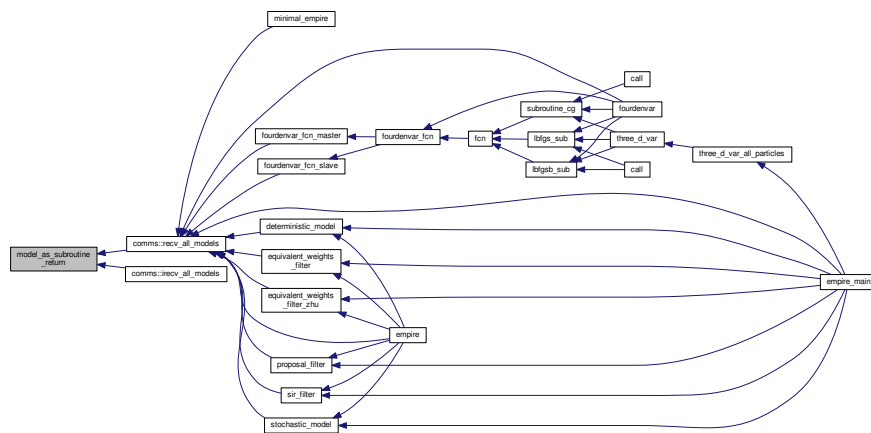 minimal_empire
call
subroutine_cg
fourdenvar
fourdenvar_fcn_master
fourdenvar_fcn
fcn
lbfgs_sub
three_d_var
three_d_var_all_particles
fourdenvar_fcn_slave
lbfgsb_sub
call
deterministic_model
comms::recv_all_models
model_as_subroutine
_return
comms::irecv_all_models
equivalent_weights
_filter
empire_main
equivalent_weights
_filter_zhu
empire
proposal_filter
sir_filter
stochastic_model